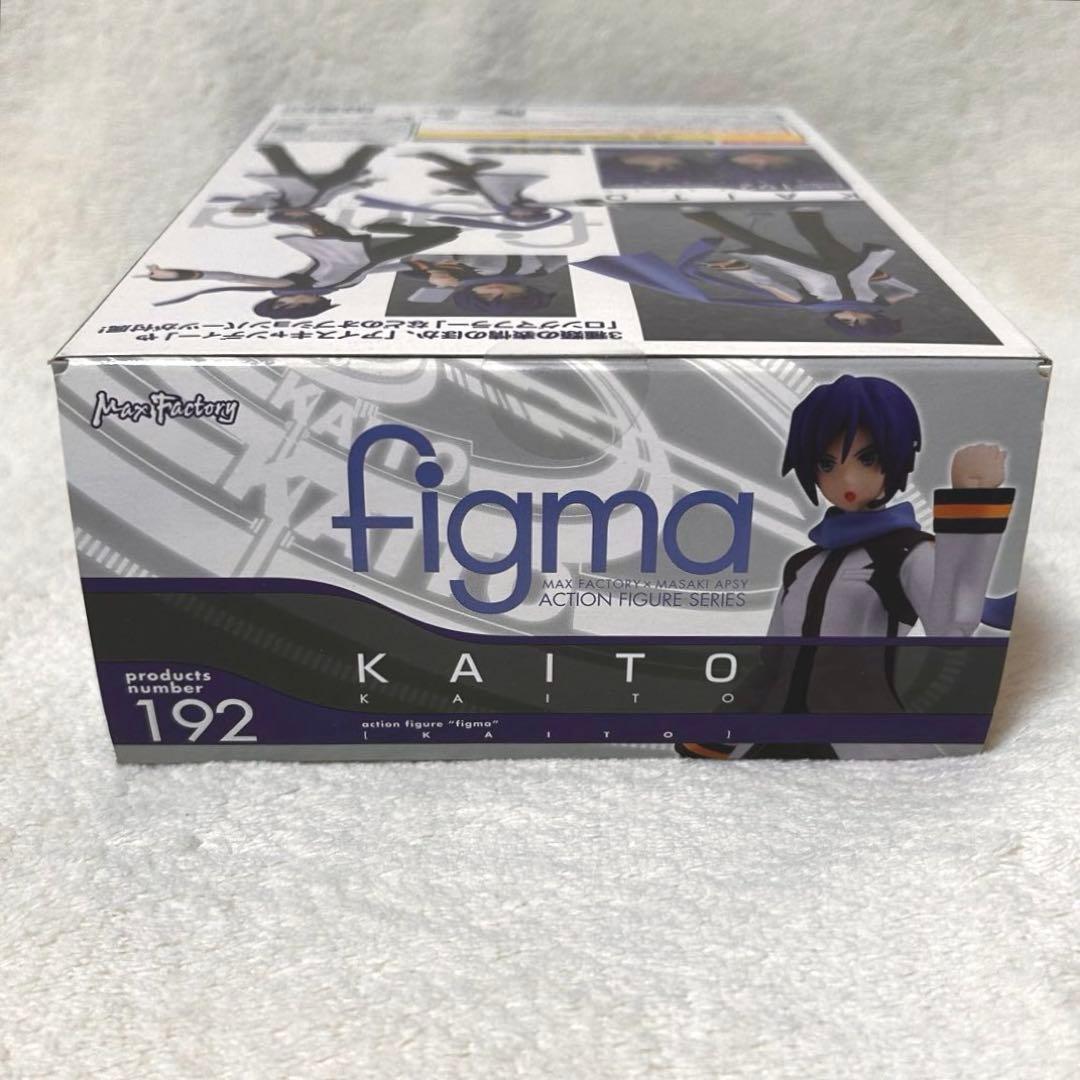 K A I T O
figma
3種類の表情のほか、「アイスキャンディー」や
「ロングマフラー」などのオプションパーツが付属!
Max Factory
KAITO
KAITO
figma
MAX FACTORY × MASAKI APSY
ACTION FIGURE SERIES
KAITO
KAITO
products
number
192
action figure "figma"
[KAITO]